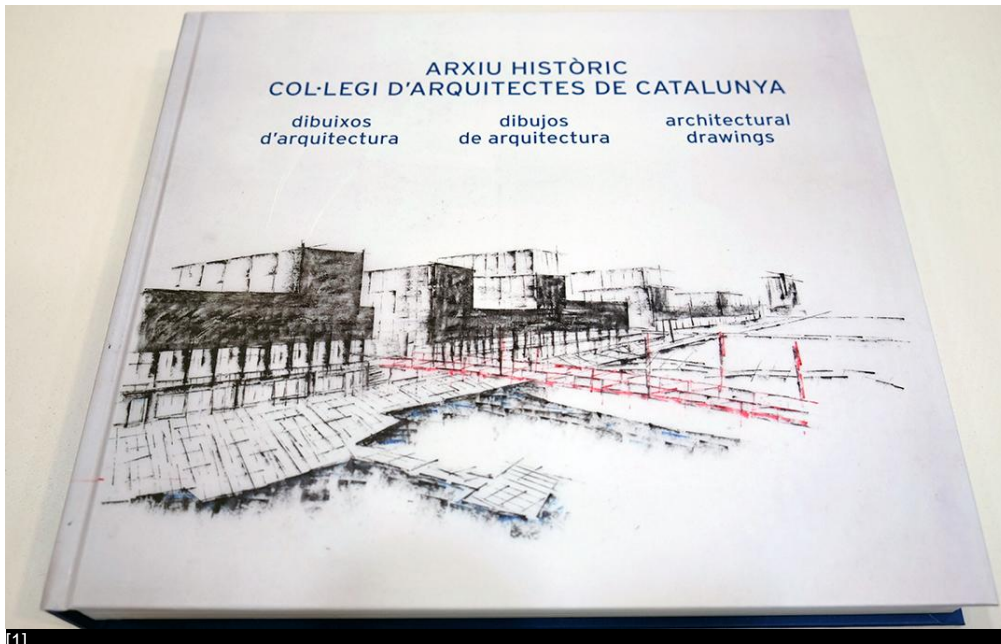 ARXIU HISTÒRIC
COL·LEGI D'ARQUITECTES DE CATALUNYA
dibuixos
d'arquitectura
dibujos
de arquitectura
architectural
drawings
[1]